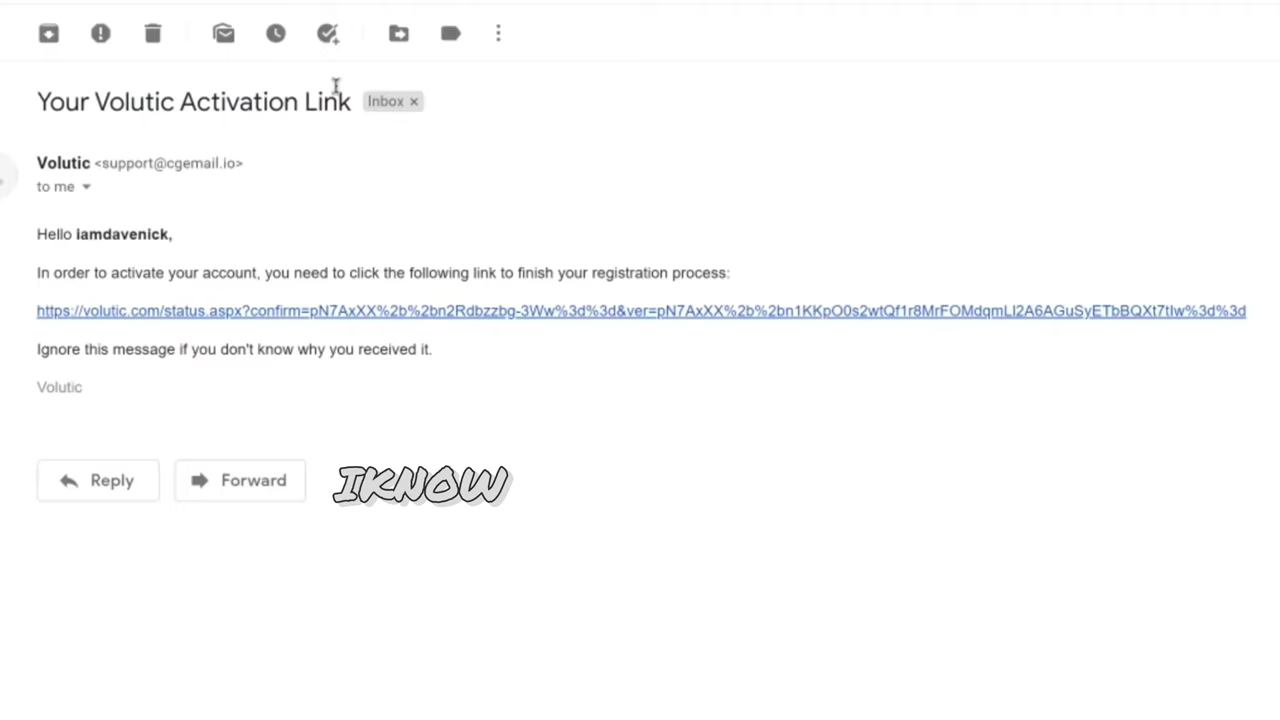 Your Volutic Activation Link Inbox ×
Volutic <support@cgemail.io>
to me
Hello iamdavenick,
In order to activate your account, you need to click the following link to finish your registration process:
https://volutic.com/status.aspx?confirm=pN7AxXX%2b%2bn2Rdbzzbg-3Ww%3d%3d&ver=pN7AxXX%2b%2bn1KKpO0s2wtQf1r8MrFOMdqmLI2A6AGuSyETbBQXt7tIw%3d%3d
Ignore this message if you don't know why you received it.
Volutic
Reply Forward IKNOW